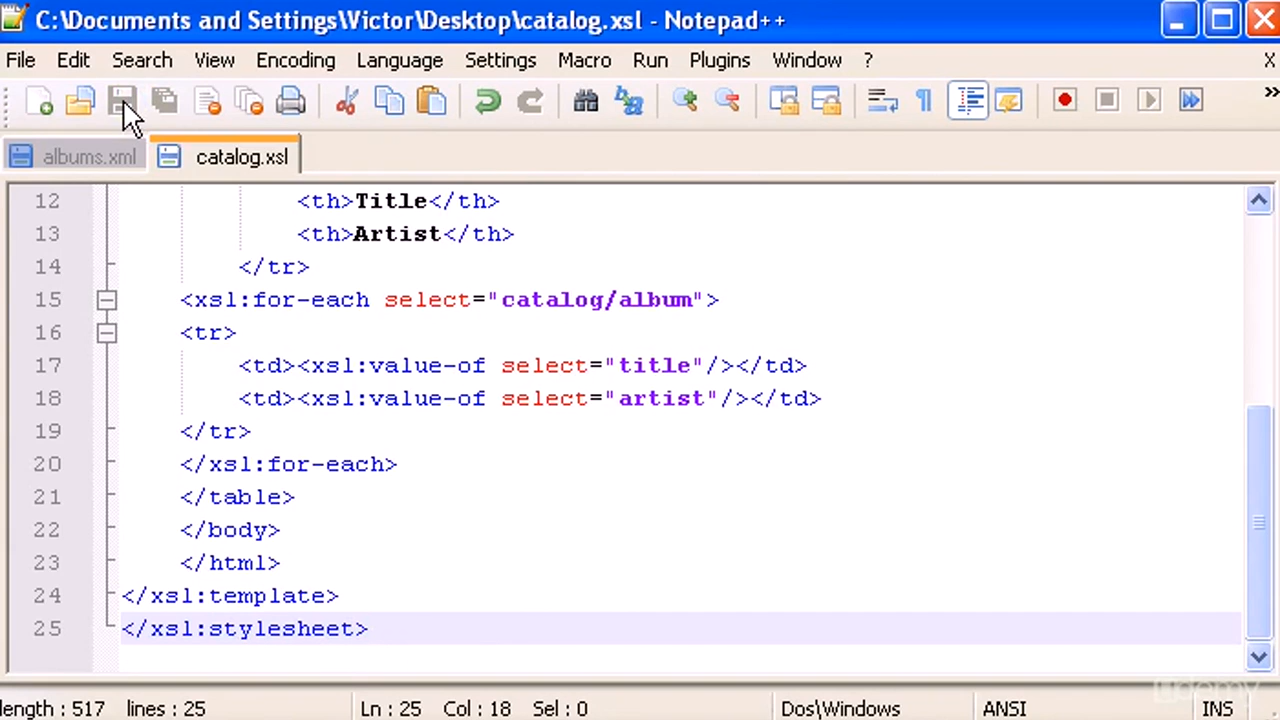 C:\Documents and Settings\Victor\Desktop\catalog.xsl - Notepad++
File Edit Search View Encoding Language Settings Macro Run Plugins Window ? X
albums.xml catalog.xsl
12 <th>Title</th>
13 <th>Artist</th>
14 </tr>
15 <xsl:for-each select="catalog/album">
16 <tr>
17 <td><xsl:value-of select="title"/></td>
18 <td><xsl:value-of select="artist"/></td>
19 </tr>
20 </xsl:for-each>
21 </table>
22 </body>
23 </html>
24 </xsl:template>
25 </xsl:stylesheet>
udemy
length : 517 lines : 25 Ln : 25 Col : 18 Sel : 0 Dos\Windows ANSI INS